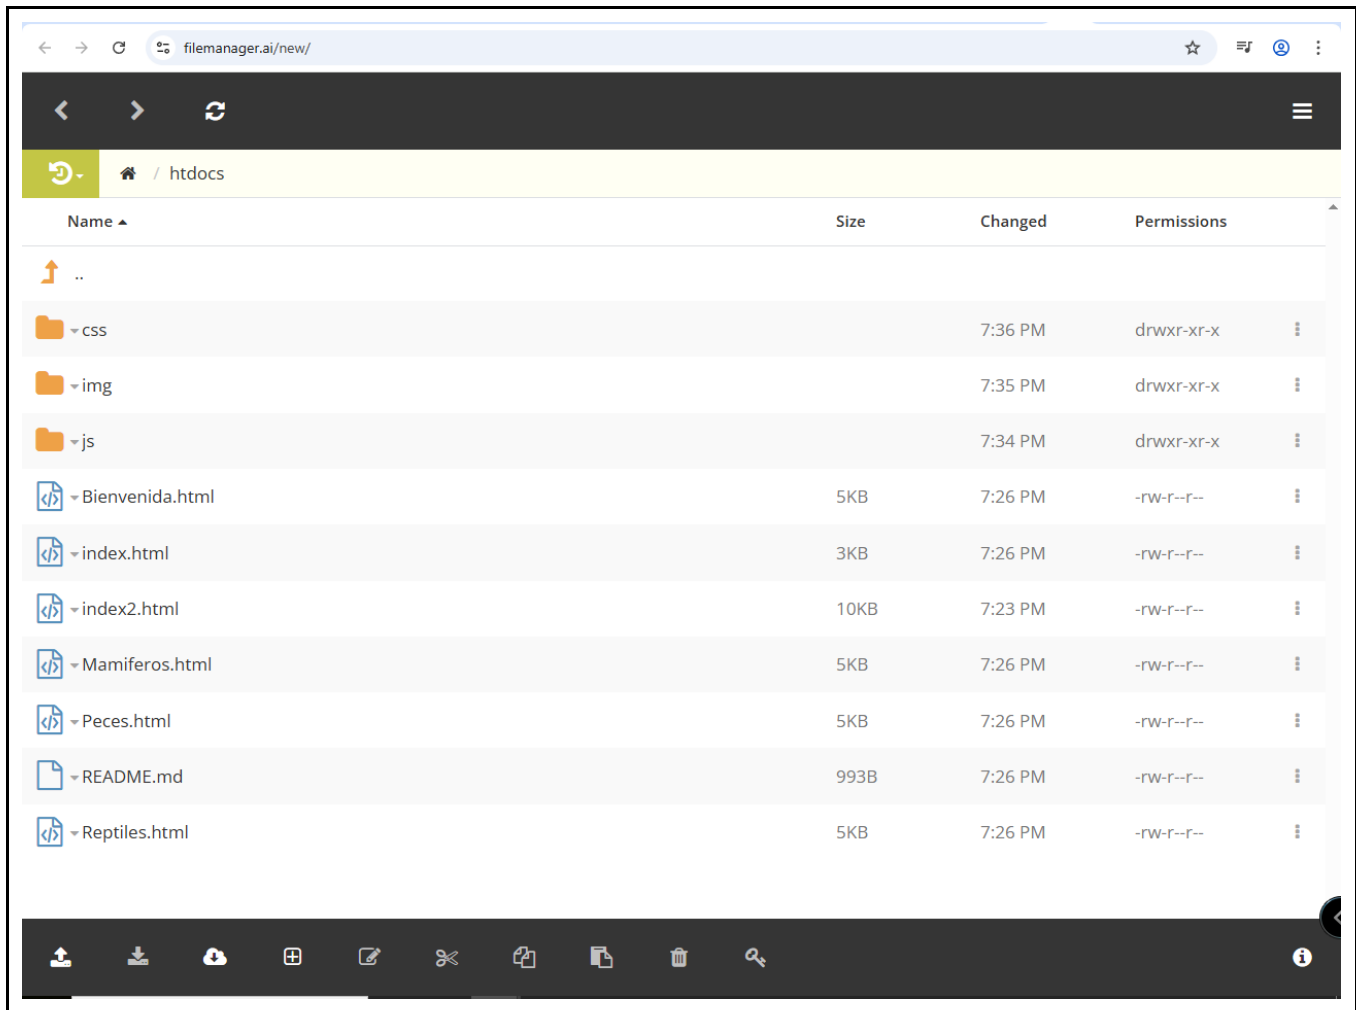 filemanager.ai/new/
/ htdocs
Name Size Changed Permissions
..
css 7:36 PM drwxr-xr-x
img 7:35 PM drwxr-xr-x
js 7:34 PM drwxr-xr-x
Bienvenida.html 5KB 7:26 PM -rw-r--r--
index.html 3KB 7:26 PM -rw-r--r--
index2.html 10KB 7:23 PM -rw-r--r--
Mamiferos.html 5KB 7:26 PM -rw-r--r--
Peces.html 5KB 7:26 PM -rw-r--r--
README.md 993B 7:26 PM -rw-r--r--
Reptiles.html 5KB 7:26 PM -rw-r--r--